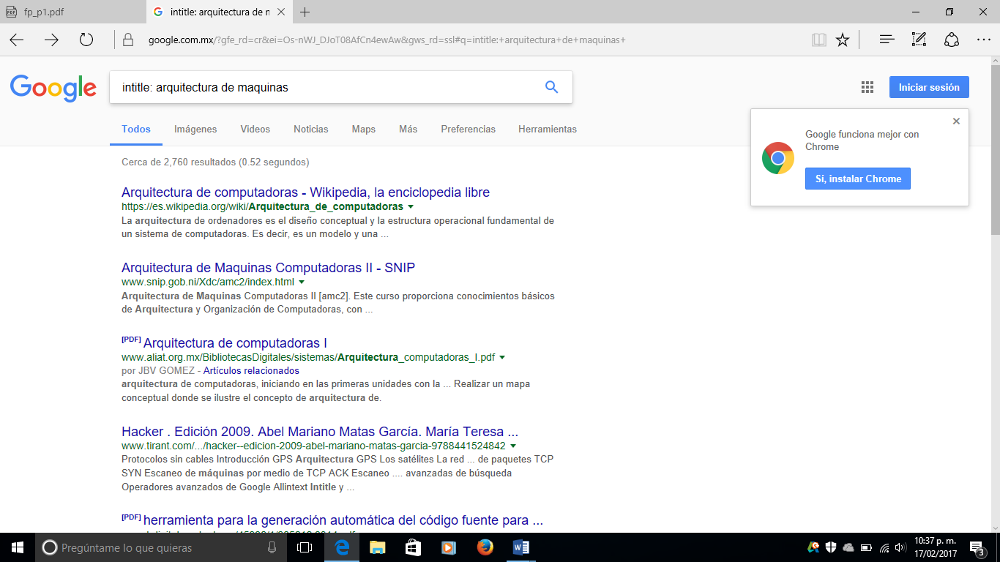 fp_p1.pdf
intitle: arquitectura de m
google.com.mx/?gfe_rd=cr&ei=Os-nWJ_DJoT08AfCn4ewAw&gws_rd=ssl#q=intitle:+arquitectura+de+maquinas+
Google
intitle: arquitectura de maquinas
Iniciar sesión
Todos Imágenes Videos Noticias Maps Más Preferencias Herramientas
Google funciona mejor con
Chrome
Sí, instalar Chrome
Cerca de 2,760 resultados (0.52 segundos)
Arquitectura de computadoras - Wikipedia, la enciclopedia libre
https://es.wikipedia.org/wiki/Arquitectura_de_computadoras
La arquitectura de ordenadores es el diseño conceptual y la estructura operacional fundamental de
un sistema de computadoras. Es decir, es un modelo y una ...
Arquitectura de Maquinas Computadoras II - SNIP
www.snip.gob.ni/Xdc/amc2/index.html
Arquitectura de Maquinas Computadoras II [amc2]. Este curso proporciona conocimientos básicos
de Arquitectura y Organización de Computadoras, con ...
[PDF] Arquitectura de computadoras I
www.aliat.org.mx/BibliotecasDigitales/sistemas/Arquitectura_computadoras_I.pdf
por JBV GOMEZ - Artículos relacionados
arquitectura de computadoras, iniciando en las primeras unidades con la ... Realizar un mapa
conceptual donde se ilustre el concepto de arquitectura de.
Hacker . Edición 2009. Abel Mariano Matas García. María Teresa ...
www.tirant.com/.../hacker--edicion-2009-abel-mariano-matas-garcia-9788441524842
Protocolos sin cables Introducción GPS Arquitectura GPS Los satélites La red ... de paquetes TCP
SYN Escaneo de máquinas por medio de TCP ACK Escaneo .... avanzadas de búsqueda
Operadores avanzados de Google Allintext Intitle y ...
[PDF] herramienta para la generación automática del código fuente para ...
Pregúntame lo que quieras
10:37 p. m.
17/02/2017
3